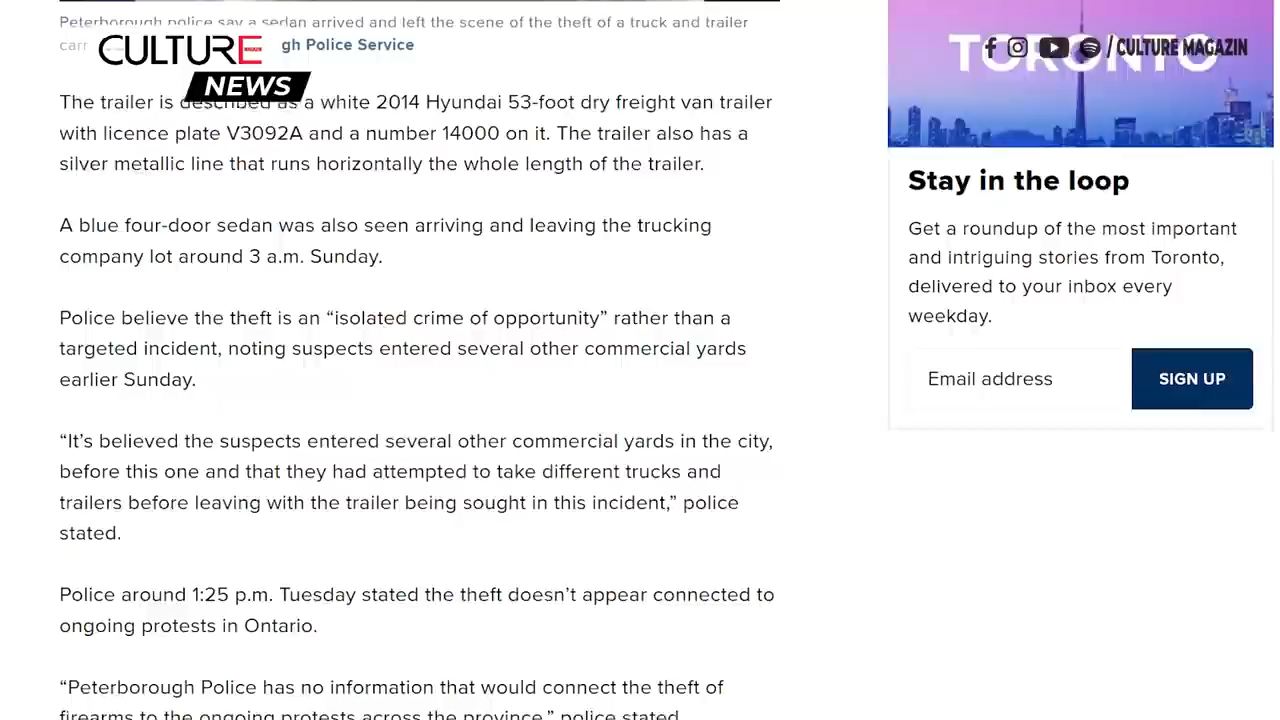 Peterborough police say a sedan arrived and left the scene of the theft of a truck and trailer
gh Police Service
CULTURE
NEWS
The trailer is described as a white 2014 Hyundai 53-foot dry freight van trailer
with licence plate V3092A and a number 14000 on it. The trailer also has a
silver metallic line that runs horizontally the whole length of the trailer.
A blue four-door sedan was also seen arriving and leaving the trucking
company lot around 3 a.m. Sunday.
Police believe the theft is an “isolated crime of opportunity” rather than a
targeted incident, noting suspects entered several other commercial yards
earlier Sunday.
“It’s believed the suspects entered several other commercial yards in the city,
before this one and that they had attempted to take different trucks and
trailers before leaving with the trailer being sought in this incident,” police
stated.
Police around 1:25 p.m. Tuesday stated the theft doesn’t appear connected to
ongoing protests in Ontario.
“Peterborough Police has no information that would connect the theft of
firearms to the ongoing protests across the province,” police stated.
TORONTO
/ CULTURE MAGAZIN
Stay in the loop
Get a roundup of the most important
and intriguing stories from Toronto,
delivered to your inbox every
weekday.
Email address
SIGN UP